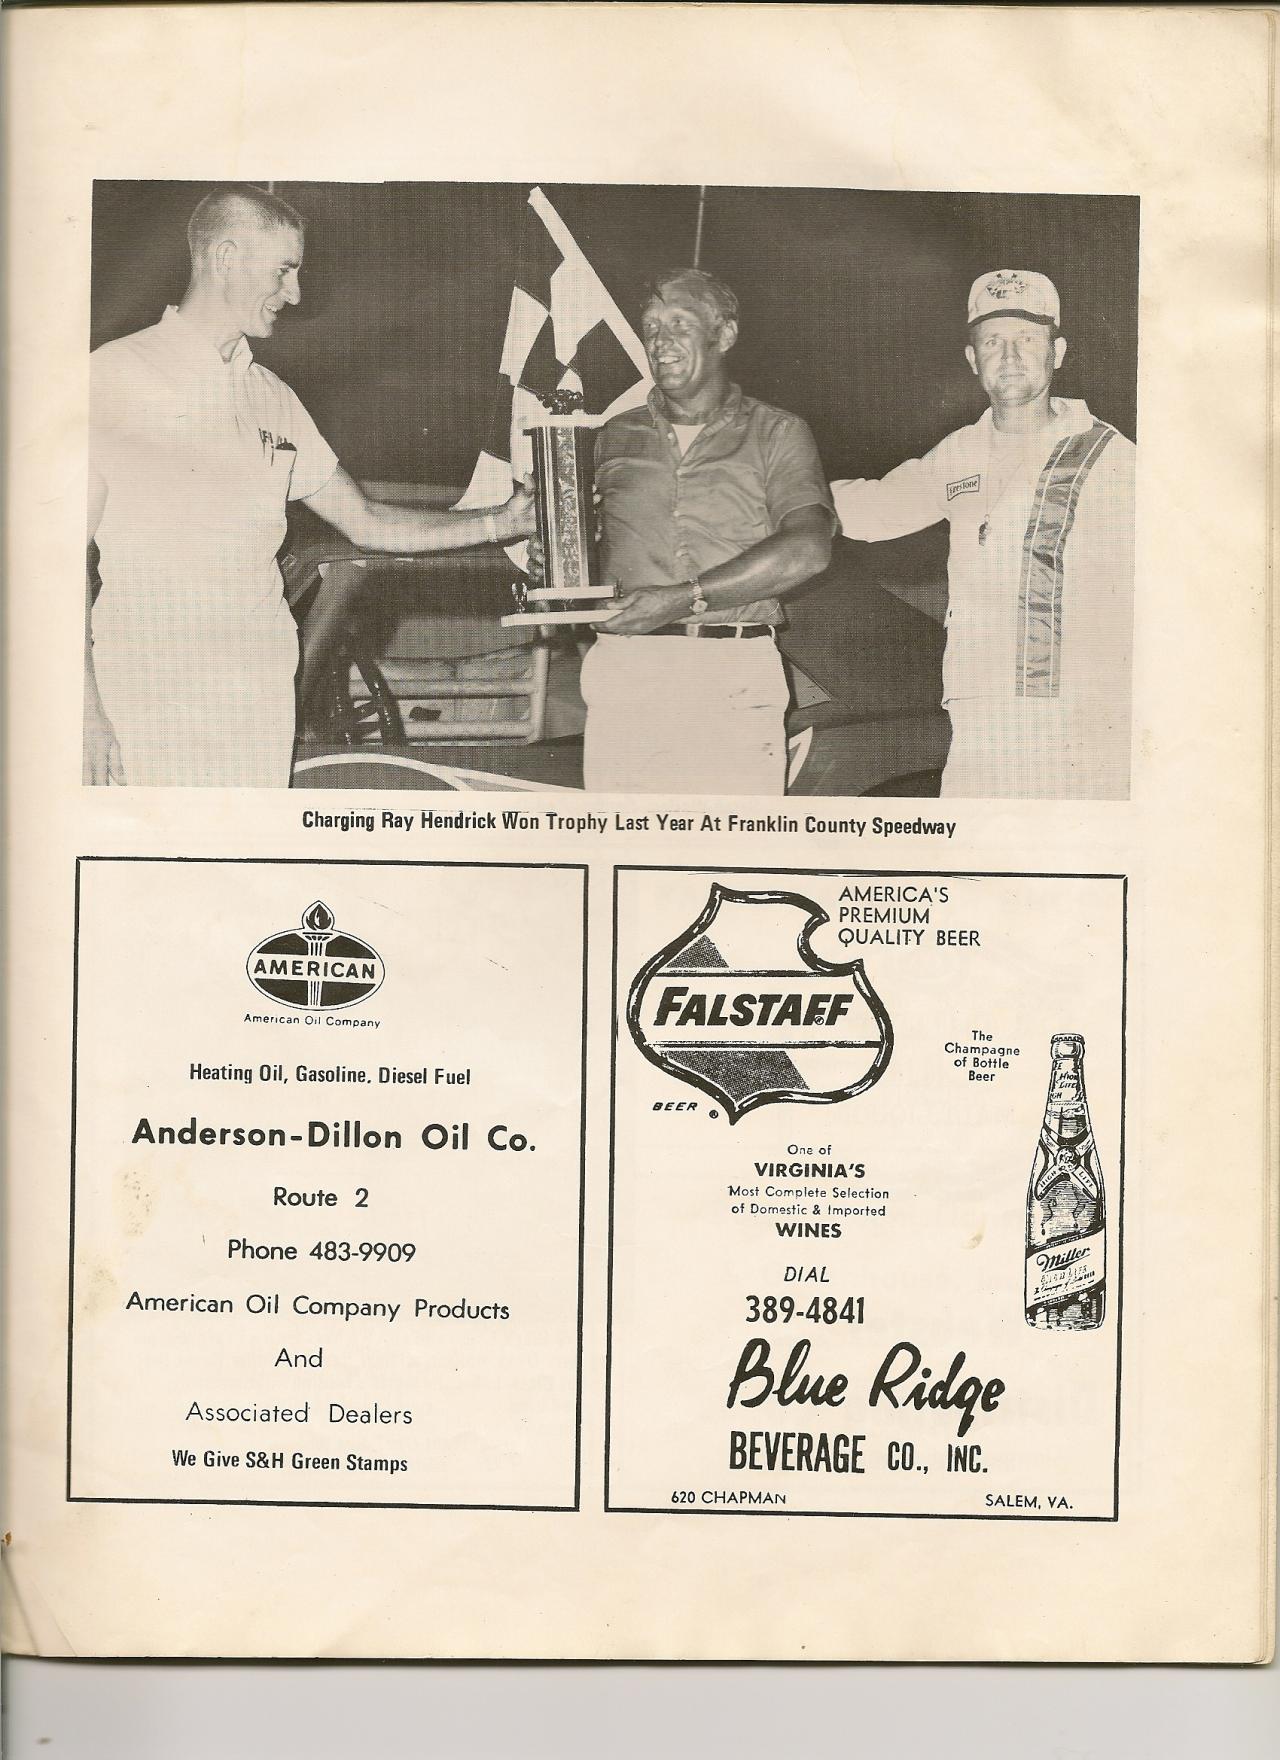 Firestone
Charging Ray Hendrick Won Trophy Last Year At Franklin County Speedway
AMERICAN
American Oil Company
Heating Oil, Gasoline. Diesel Fuel
Anderson-Dillon Oil Co.
Route 2
Phone 483-9909
American Oil Company Products
And
Associated Dealers
We Give S&H Green Stamps
AMERICA'S
PREMIUM
QUALITY BEER
FALSTAFF®
BEER ®
The
Champagne
of Bottle
Beer
One of
VIRGINIA'S
Most Complete Selection
of Domestic & Imported
WINES
DIAL
389-4841
HIGH LIFE
Miller
Blue Ridge
BEVERAGE CO., INC.
620 CHAPMAN SALEM, VA.